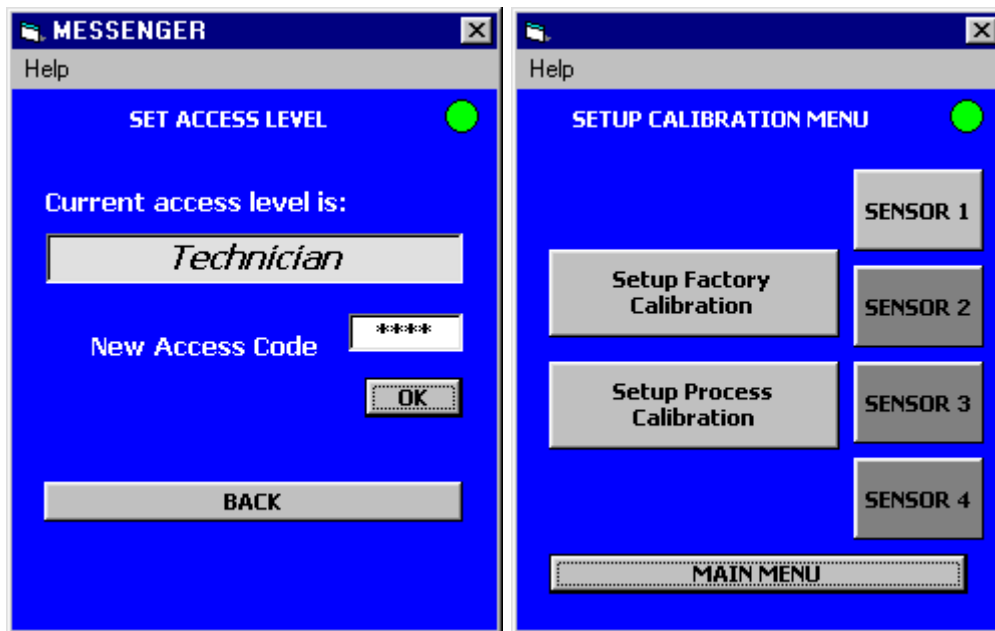 MESSENGER
Help
SET ACCESS LEVEL
Current access level is:
Technician
New Access Code
****
OK
BACK
Help
SETUP CALIBRATION MENU
SENSOR 1
Setup Factory
Calibration
SENSOR 2
Setup Process
Calibration
SENSOR 3
SENSOR 4
MAIN MENU